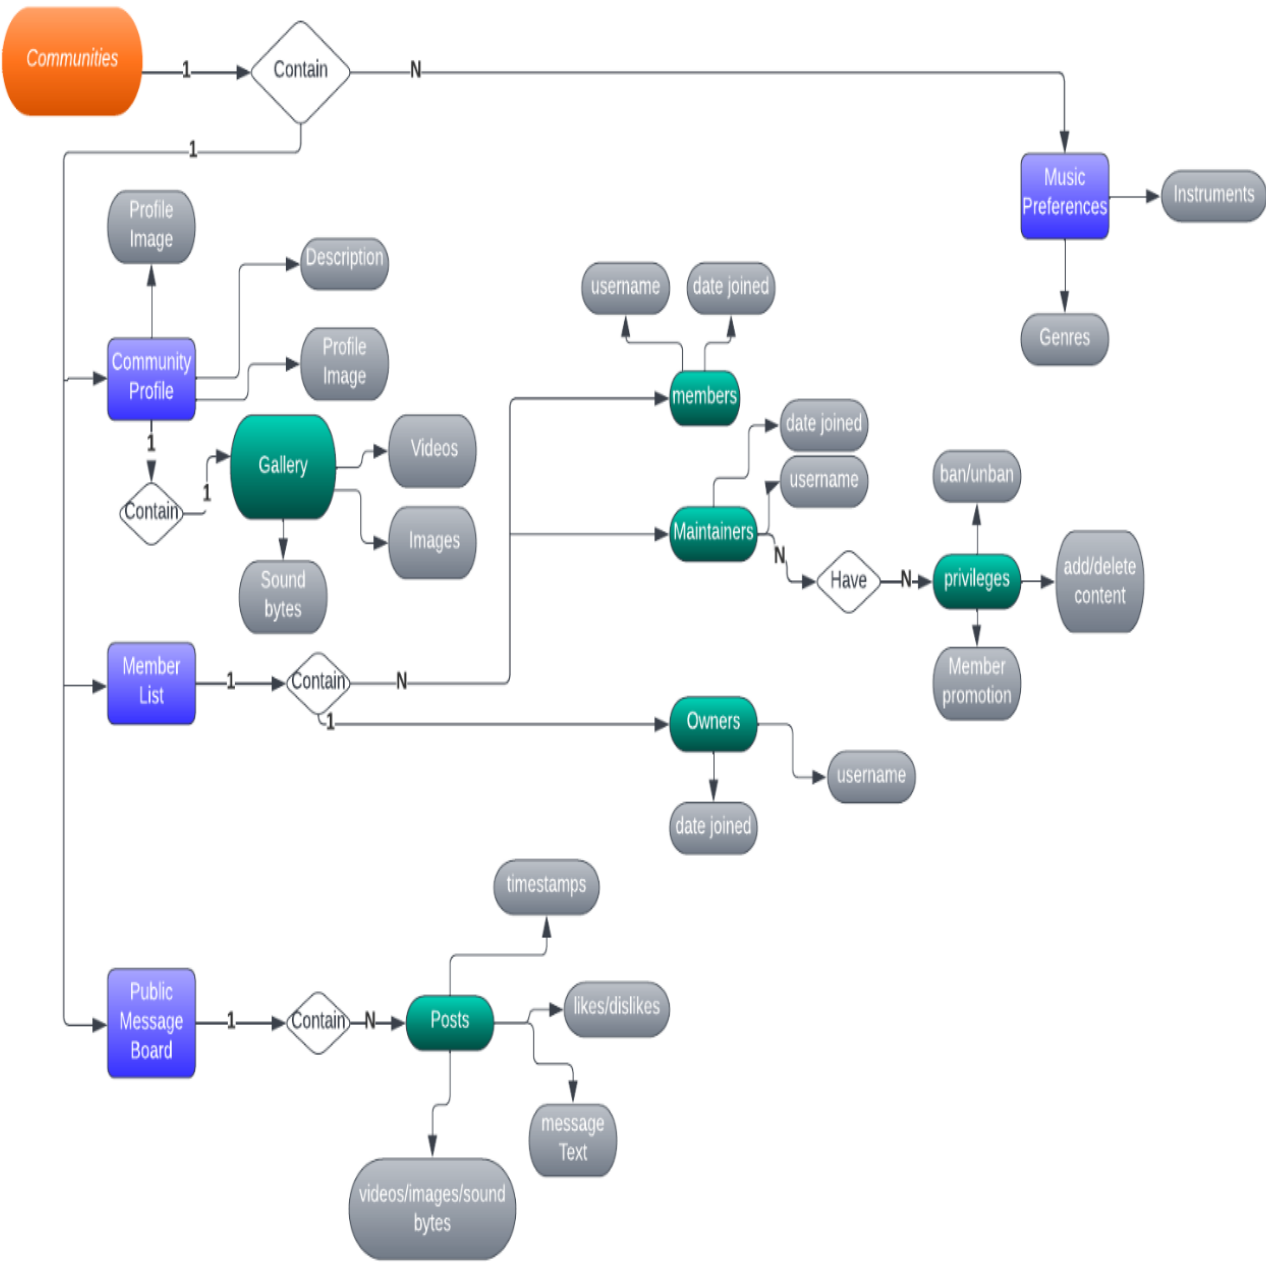 Communities
1
Contain
N
1
Music
Preferences
Instruments
Genres
Profile
Image
Description
Community
Profile
Profile
Image
1
Contain
1
Gallery
Videos
Images
Sound
bytes
username
date joined
members
date joined
username
Maintainers
N
Have
N
privileges
ban/unban
add/delete
content
Member
promotion
Member
List
1
Contain
N
1
Owners
username
date joined
timestamps
Public
Message
Board
1
Contain
N
Posts
likes/dislikes
message
Text
videos/images/sound
bytes